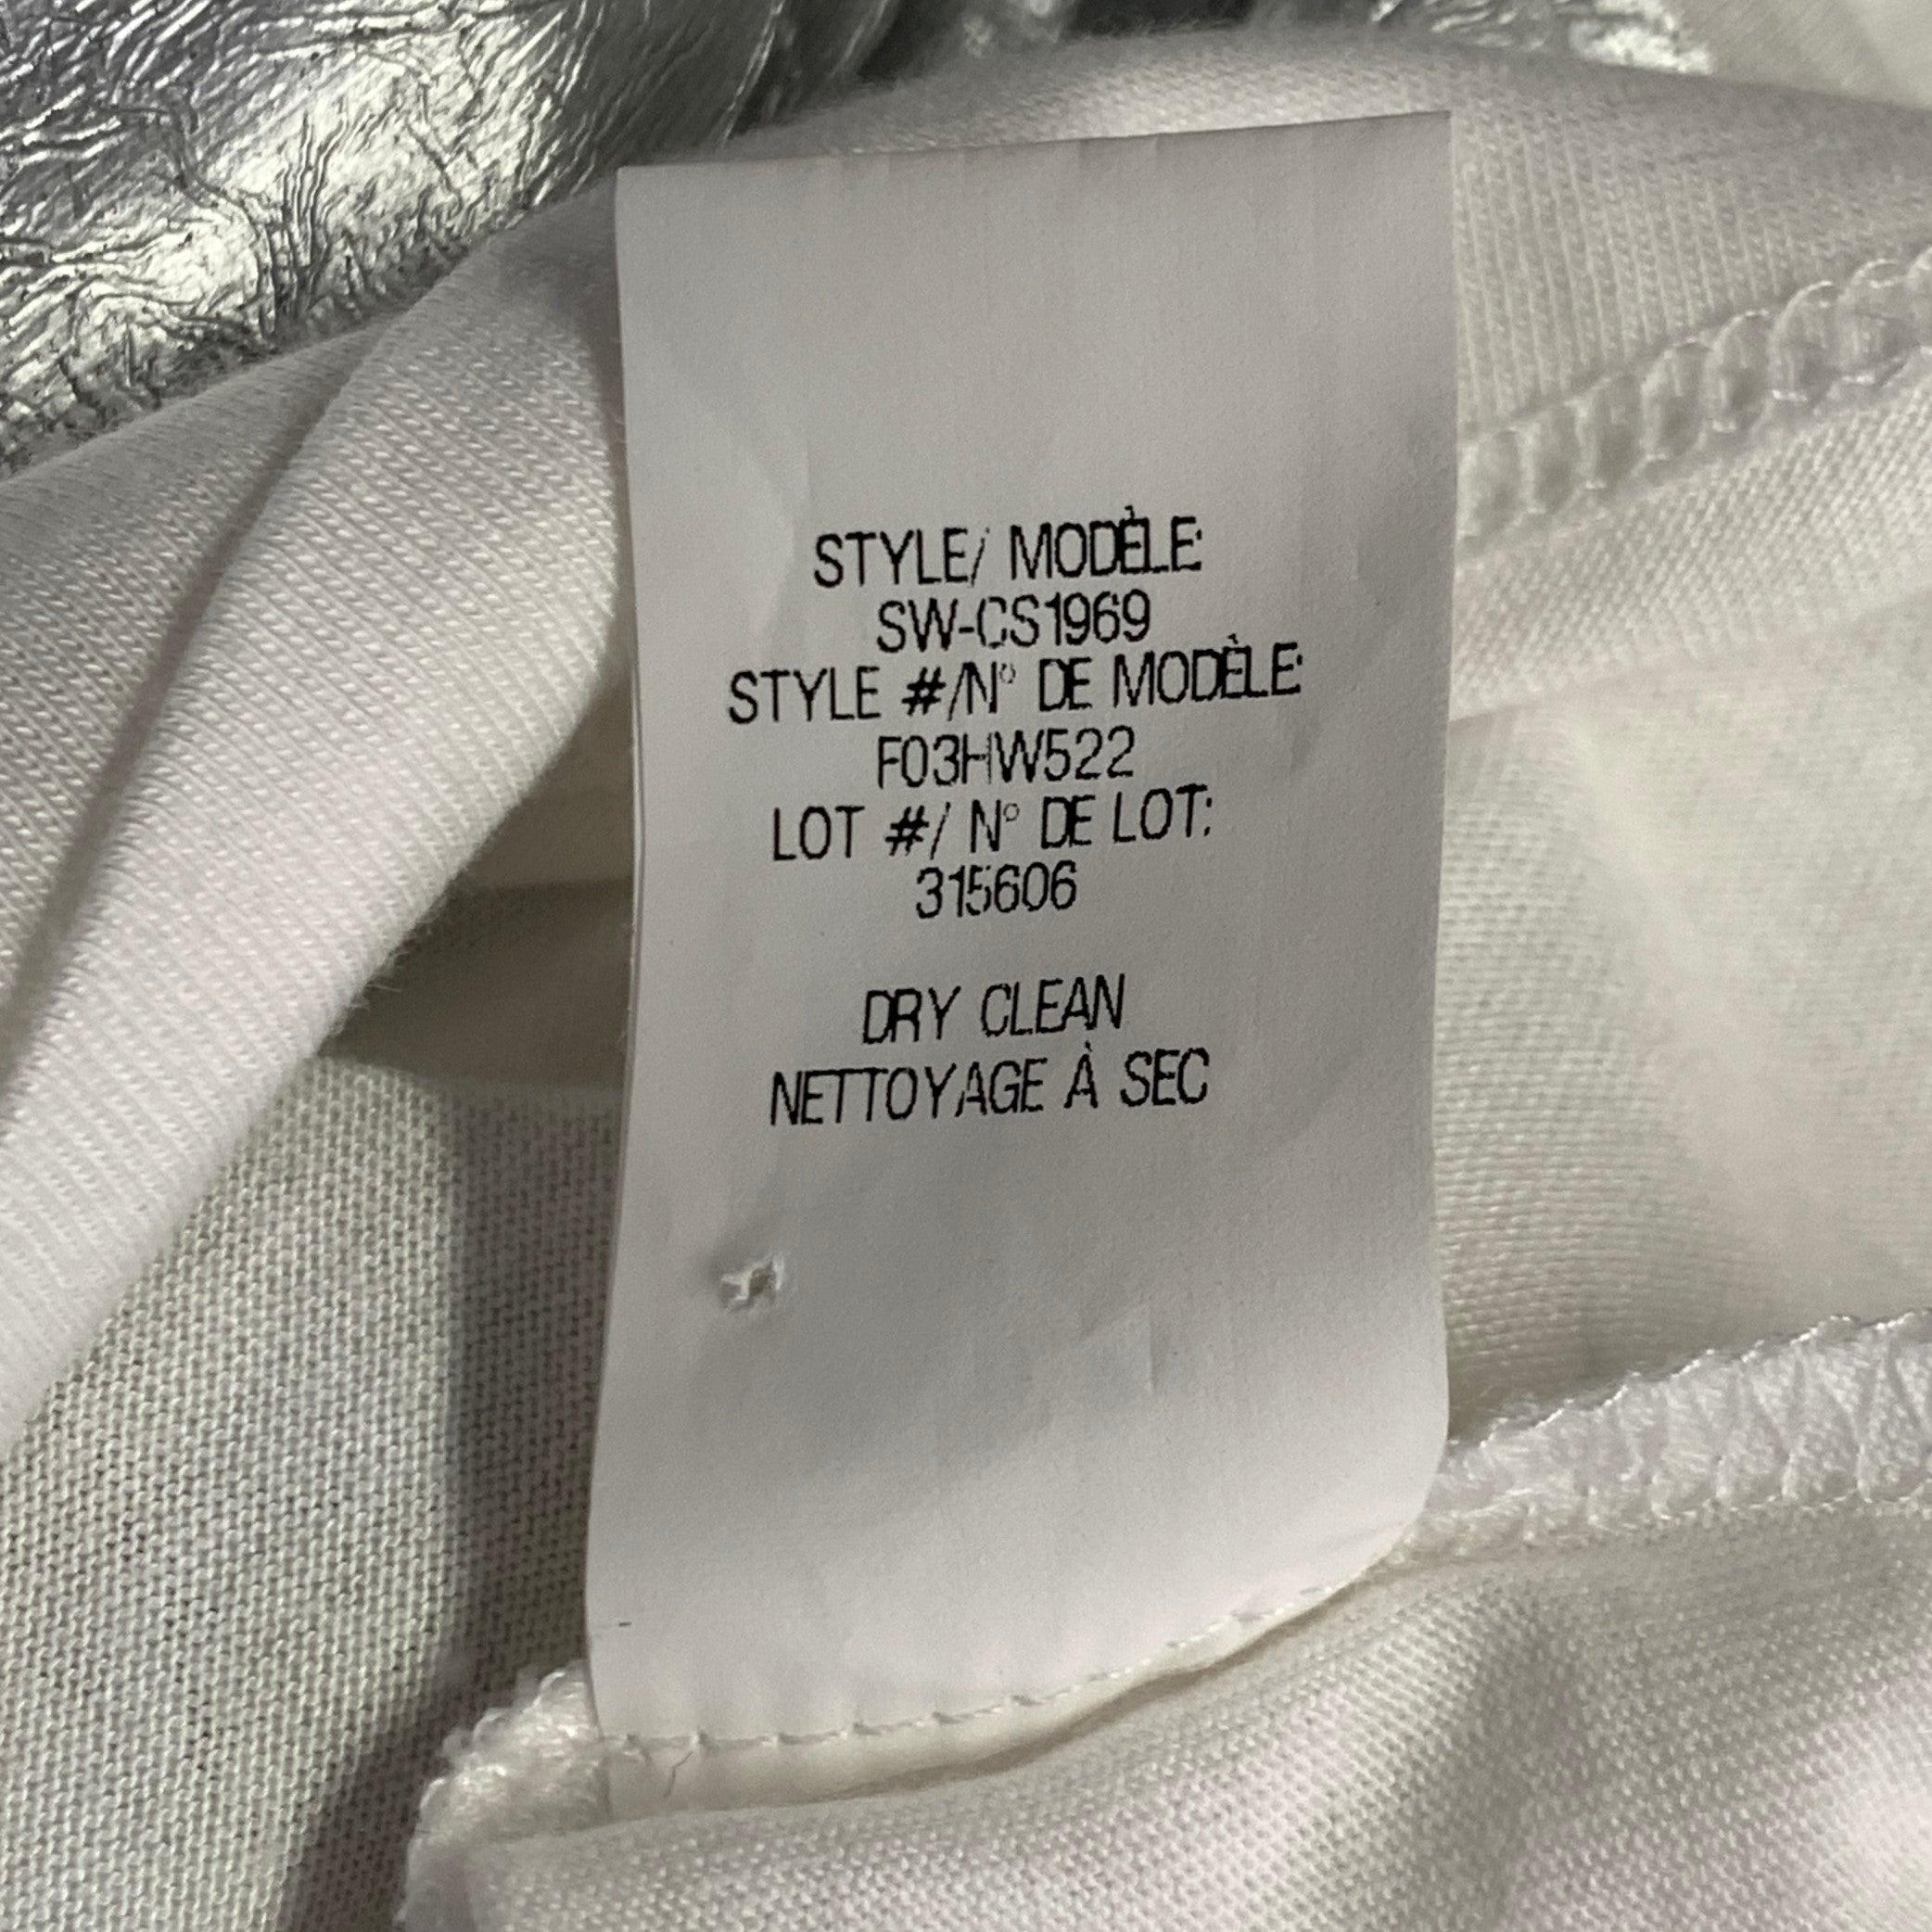 STYLE/ MODÈLE:
SW-CS1969
STYLE #/N° DE MODÈLE:
F03HW522
LOT #/ N° DE LOT:
315606
DRY CLEAN
NETTOYAGE À SEC